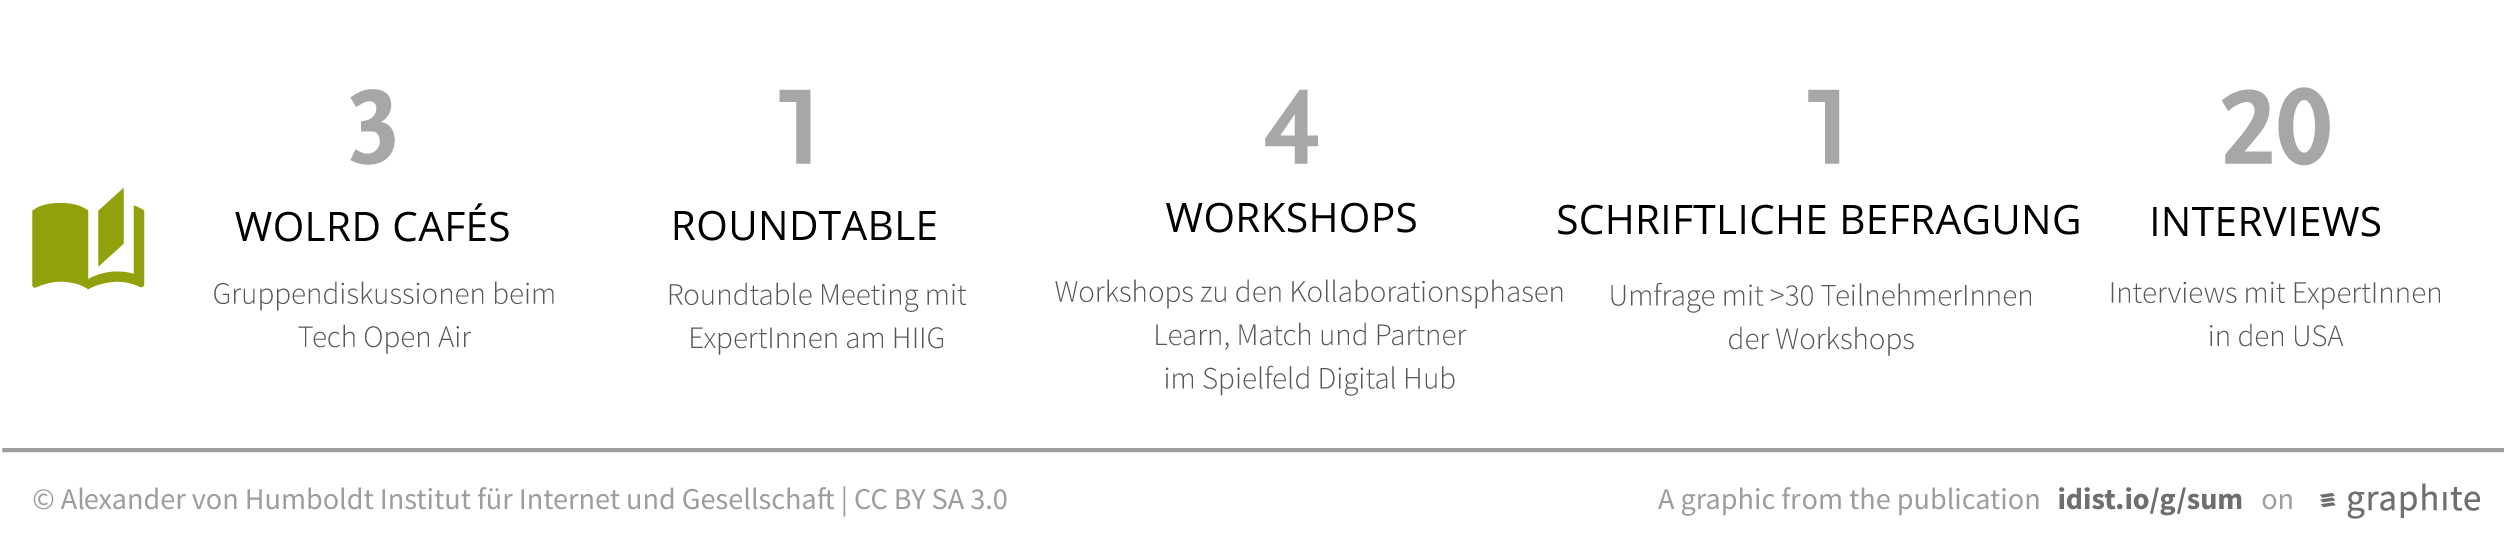 3
WOLRD CAFÉS
Gruppendiskussionen beim
Tech Open Air
1
ROUNDTABLE
Roundtable Meeting mit
ExpertInnen am HIIG
4
WORKSHOPS
Workshops zu den Kollaborationsphasen
Learn, Match und Partner
im Spielfeld Digital Hub
1
SCHRIFTLICHE BEFRAGUNG
Umfrage mit >30 TeilnehmerInnen
der Workshops
20
INTERVIEWS
Interviews mit ExpertInnen
in den USA
© Alexander von Humboldt Institut für Internet und Gesellschaft | CC BY SA 3.0
A graphic from the publication idist.io/g/sum on graphite